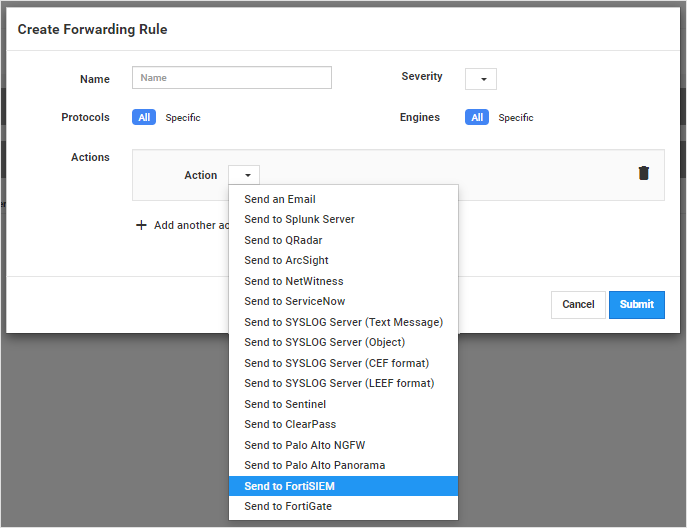 Create Forwarding Rule
Name
Name
Severity
Protocols
All
Specific
Engines
All
Specific
Actions
Action
Send an Email
Send to Splunk Server
Send to QRadar
Send to ArcSight
Send to NetWitness
Send to ServiceNow
Send to SYSLOG Server (Text Message)
Send to SYSLOG Server (Object)
Send to SYSLOG Server (CEF format)
Send to SYSLOG Server (LEEF format)
Send to Sentinel
Send to ClearPass
Send to Palo Alto NGFW
Send to Palo Alto Panorama
Send to FortiSIEM
Send to FortiGate
Add another
Cancel
Submit